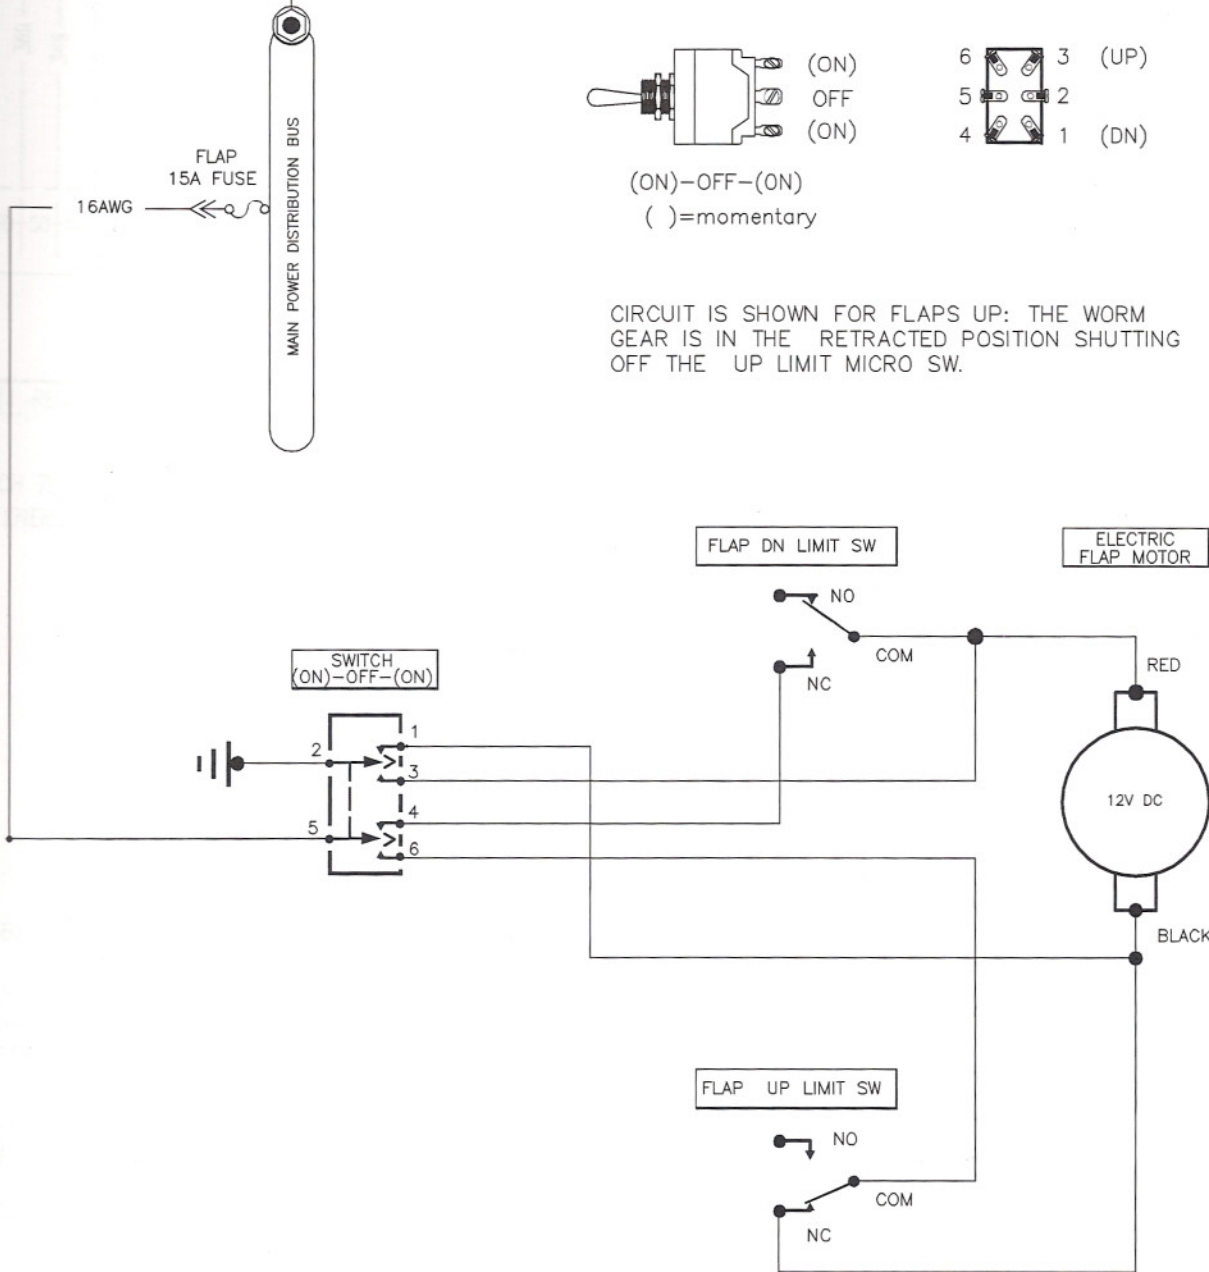 FLAP
15A FUSE
16AWG
MAIN POWER DISTRIBUTION BUS
(ON)
OFF
(ON)
(ON)-OFF-(ON)
( )=momentary
6 3 (UP)
5 2
4 1 (DN)
CIRCUIT IS SHOWN FOR FLAPS UP: THE WORM
GEAR IS IN THE RETRACTED POSITION SHUTTING
OFF THE UP LIMIT MICRO SW.
FLAP DN LIMIT SW
ELECTRIC
FLAP MOTOR
NO
COM
NC
RED
SWITCH
(ON)-OFF-(ON)
1
2
3
4
5
6
12V DC
BLACK
FLAP UP LIMIT SW
NO
COM
NC